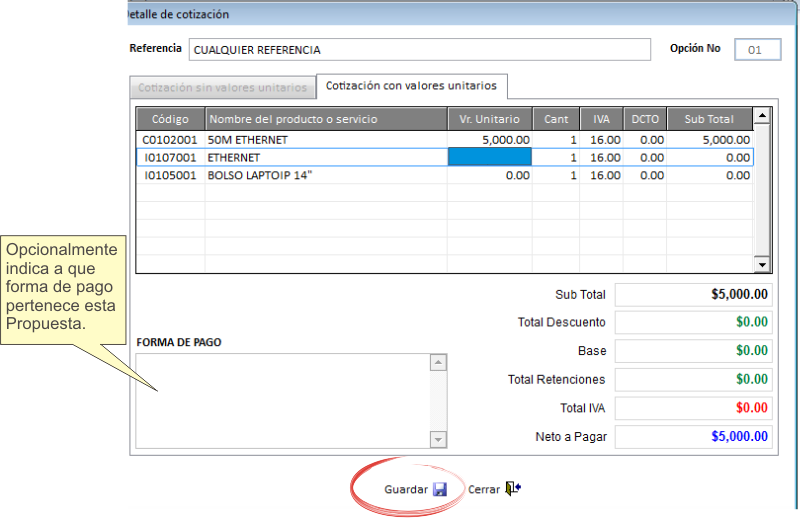 Detalle de cotización
Referencia CUALQUIER REFERENCIA Opción No 01
Cotización sin valores unitarios Cotización con valores unitarios
Código Nombre del producto o servicio Vr. Unitario Cant IVA DCTO Sub Total
C0102001 50M ETHERNET 5,000.00 1 16.00 0.00 5,000.00
I0107001 ETHERNET 1 16.00 0.00 0.00
I0105001 BOLSO LAPTOIP 14" 0.00 1 16.00 0.00 0.00
Opcionalmente
indica a que
forma de pago
pertenece esta
Propuesta.
Sub Total $5,000.00
Total Descuento $0.00
FORMA DE PAGO
Base $0.00
Total Retenciones $0.00
Total IVA $0.00
Neto a Pagar $5,000.00
Guardar Cerrar